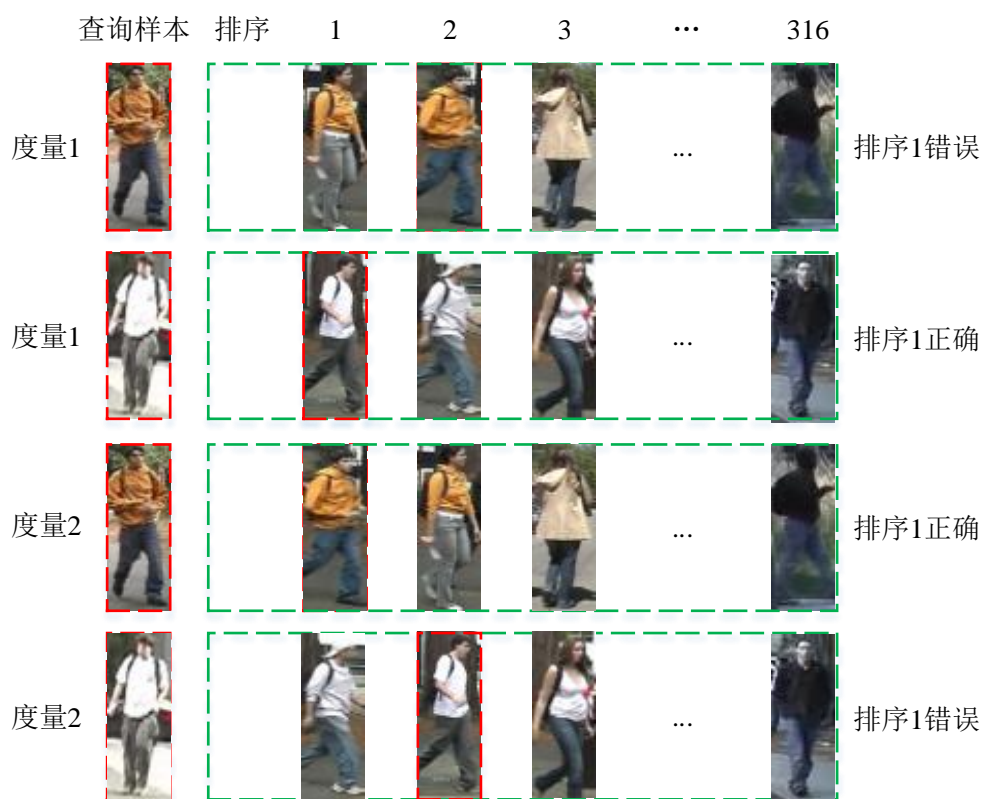 查询样本 排序 1 2 3 ... 316
度量1 ... 排序1错误
度量1 ... 排序1正确
度量2 ... 排序1正确
度量2 ... 排序1错误